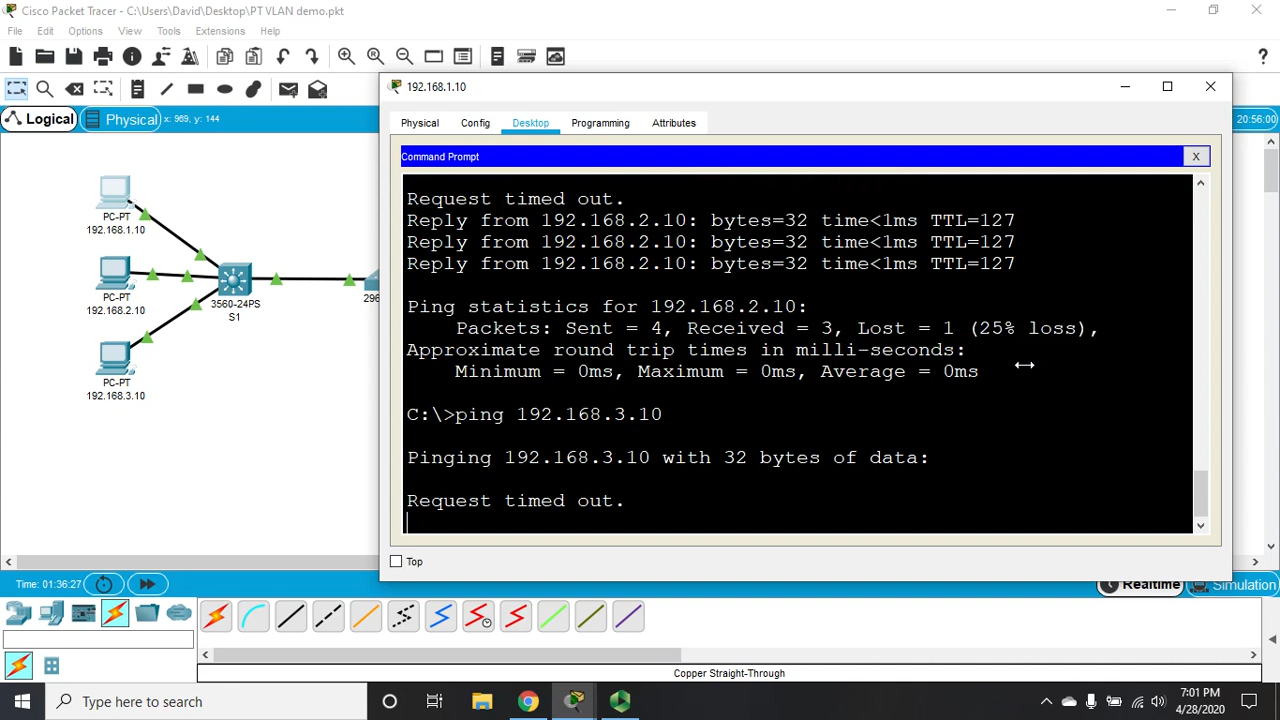 Cisco Packet Tracer - C:\Users\David\Desktop\PT VLAN demo.pkt
File Edit Options View Tools Extensions Help
Logical Physical x: 969, y: 144
20:56:00
PC-PT
192.168.1.10
PC-PT
192.168.2.10
PC-PT
192.168.3.10
3560-24PS
S1
296
192.168.1.10
Physical Config Desktop Programming Attributes
Command Prompt X
Request timed out.
Reply from 192.168.2.10: bytes=32 time<1ms TTL=127
Reply from 192.168.2.10: bytes=32 time<1ms TTL=127
Reply from 192.168.2.10: bytes=32 time<1ms TTL=127
Ping statistics for 192.168.2.10:
Packets: Sent = 4, Received = 3, Lost = 1 (25% loss),
Approximate round trip times in milli-seconds:
Minimum = 0ms, Maximum = 0ms, Average = 0ms
C:\>ping 192.168.3.10
Pinging 192.168.3.10 with 32 bytes of data:
Request timed out.
Top
Time: 01:36:27
Realtime Simulation
Copper Straight-Through
Type here to search
7:01 PM
4/28/2020